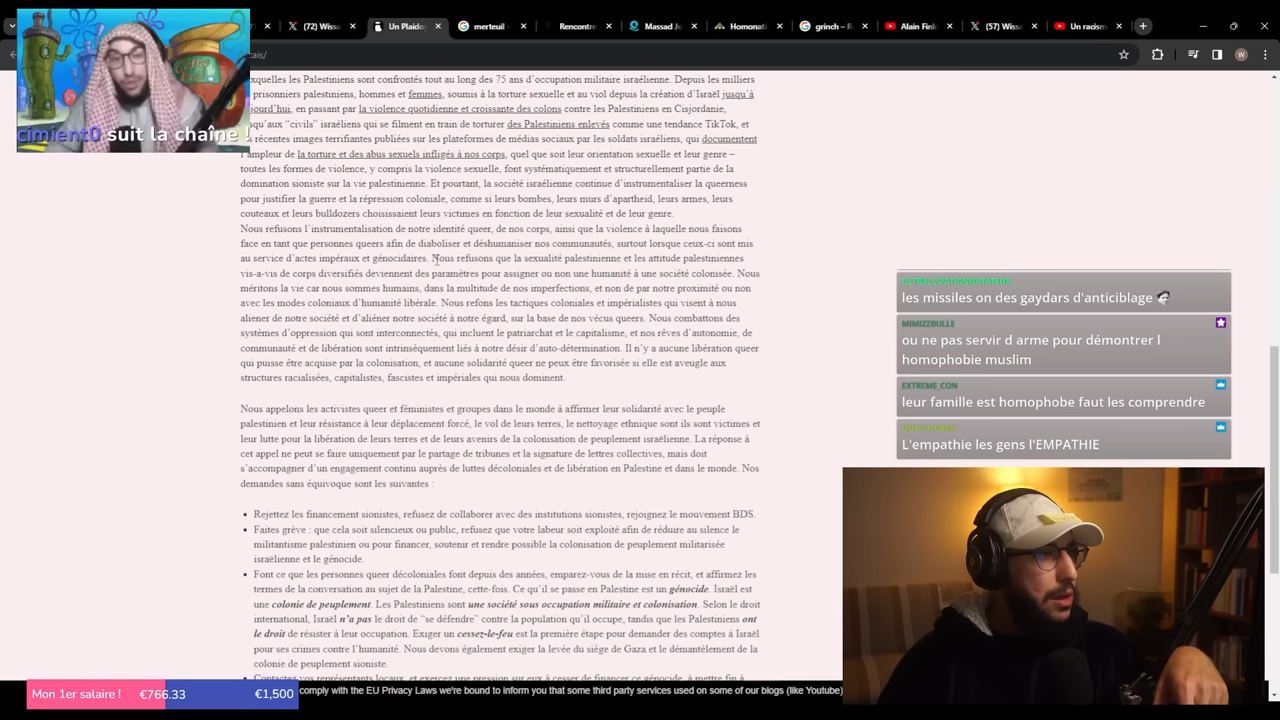 (72) Wissa
Un Plaido
merteuil -
Rencontre
Massad Jo
Homonati
grinch – R
Alain Fink
(57) Wissa
Un racism
cais/
xquelles les Palestiniens sont confrontés tout au long des 75 ans d’occupation militaire israélienne. Depuis les milliers
prisonniers palestiniens, hommes et femmes, soumis à la torture sexuelle et au viol depuis la création d’Israël jusqu’à
jourd’hui, en passant par la violence quotidienne et croissante des colons contre les Palestiniens en Cisjordanie,
squ’aux “civils” israéliens qui se filment en train de torturer des Palestiniens enlevés comme une tendance TikTok, et
récentes images terrifiantes publiées sur les plateformes de médias sociaux par les soldats israéliens, qui documentent
l’ampleur de la torture et des abus sexuels infligés à nos corps, quel que soit leur orientation sexuelle et leur genre –
toutes les formes de violence, y compris la violence sexuelle, font systématiquement et structurellement partie de la
domination sioniste sur la vie palestinienne. Et pourtant, la société israélienne continue d’instrumentaliser la queerness
pour justifier la guerre et la répression coloniale, comme si leurs bombes, leurs murs d’apartheid, leurs armes, leurs
couteaux et leurs bulldozers choisissaient leurs victimes en fonction de leur sexualité et de leur genre.
Nous refusons l’instrumentalisation de notre identité queer, de nos corps, ainsi que la violence à laquelle nous faisons
face en tant que personnes queers afin de diaboliser et déshumaniser nos communautés, surtout lorsque ceux-ci sont mis
au service d’actes impéraux et génocidaires. Nous refusons que la sexualité palestinienne et les attitude palestiniennes
vis-a-vis de corps diversifiés deviennent des paramètres pour assigner ou non une humanité à une société colonisée. Nous
méritons la vie car nous sommes humains, dans la multitude de nos imperfections, et non de par notre proximité ou non
avec les modes coloniaux d’humanité libérale. Nous refons les tactiques coloniales et impérialistes qui visent à nous
aliener de notre société et d’aliéner notre société à notre égard, sur la base de nos vécus queers. Nous combattons des
systèmes d’oppression qui sont interconnectés, qui incluent le patriarchat et le capitalisme, et nos rêves d’autonomie, de
communauté et de libération sont intrinsèquement liés à notre désir d’auto-détermination. Il n’y a aucune libération queer
qui puisse être acquise par la colonisation, et aucune solidarité queer ne peux être favorisée si elle est aveugle aux
structures racialisées, capitalistes, fascistes et impériales qui nous dominent.
Nous appelons les activistes queer et féministes et groupes dans le monde à affirmer leur solidarité avec le peuple
palestinien et leur résistance à leur déplacement forcé, le vol de leurs terres, le nettoyage ethnique sont ils sont victimes et
leur lutte pour la libération de leurs terres et de leurs avenirs de la colonisation de peuplement israélienne. La réponse à
cet appel ne peut se faire uniquement par le partage de tribunes et la signature de lettres collectives, mais doit
s’accompagner d’un engagement continu auprès de luttes décoloniales et de libération en Palestine et dans le monde. Nos
demandes sans équivoque sont les suivantes :
• Rejettez les financement sionistes, refusez de collaborer avec des institutions sionistes, rejoignez le mouvement BDS.
• Faites grève : que cela soit silencieux ou public, refusez que votre labeur soit exploité afin de réduire au silence le
militantisme palestinien ou pour financer, soutenir et rendre possible la colonisation de peuplement militarisée
israélienne et le génocide.
• Font ce que les personnes queer décoloniales font depuis des années, emparez-vous de la mise en récit, et affirmez les
termes de la conversation au sujet de la Palestine, cette-fois. Ce qu’il se passe en Palestine est un génocide. Israël est
une colonie de peuplement. Les Palestiniens sont une société sous occupation militaire et colonisation. Selon le droit
international, Israël n’a pas le droit de “se défendre” contre la population qu’il occupe, tandis que les Palestiniens ont
le droit de résister à leur occupation. Exiger un cessez-le-feu est la première étape pour demander des comptes à Israël
pour ses crimes contre l’humanité. Nous devons également exiger la levée du siège de Gaza et le démantèlement de la
colonie de peuplement sioniste.
• Contactez vos représentants locaux, et exercez une pression sur eux à cesser de financer ce génocide, à mettre fin à
comply with the EU Privacy Laws we're bound to inform you that some third party services used on some of our blogs (like Youtube)
cimient0 suit la chaîne !
les missiles on des gaydars d'anticiblage
MIMIZZBULLE
ou ne pas servir d arme pour démontrer l
homophobie muslim
EXTREME_CON
leur famille est homophobe faut les comprendre
L'empathie les gens l'EMPATHIE
Mon 1er salaire ! €766.33 €1,500